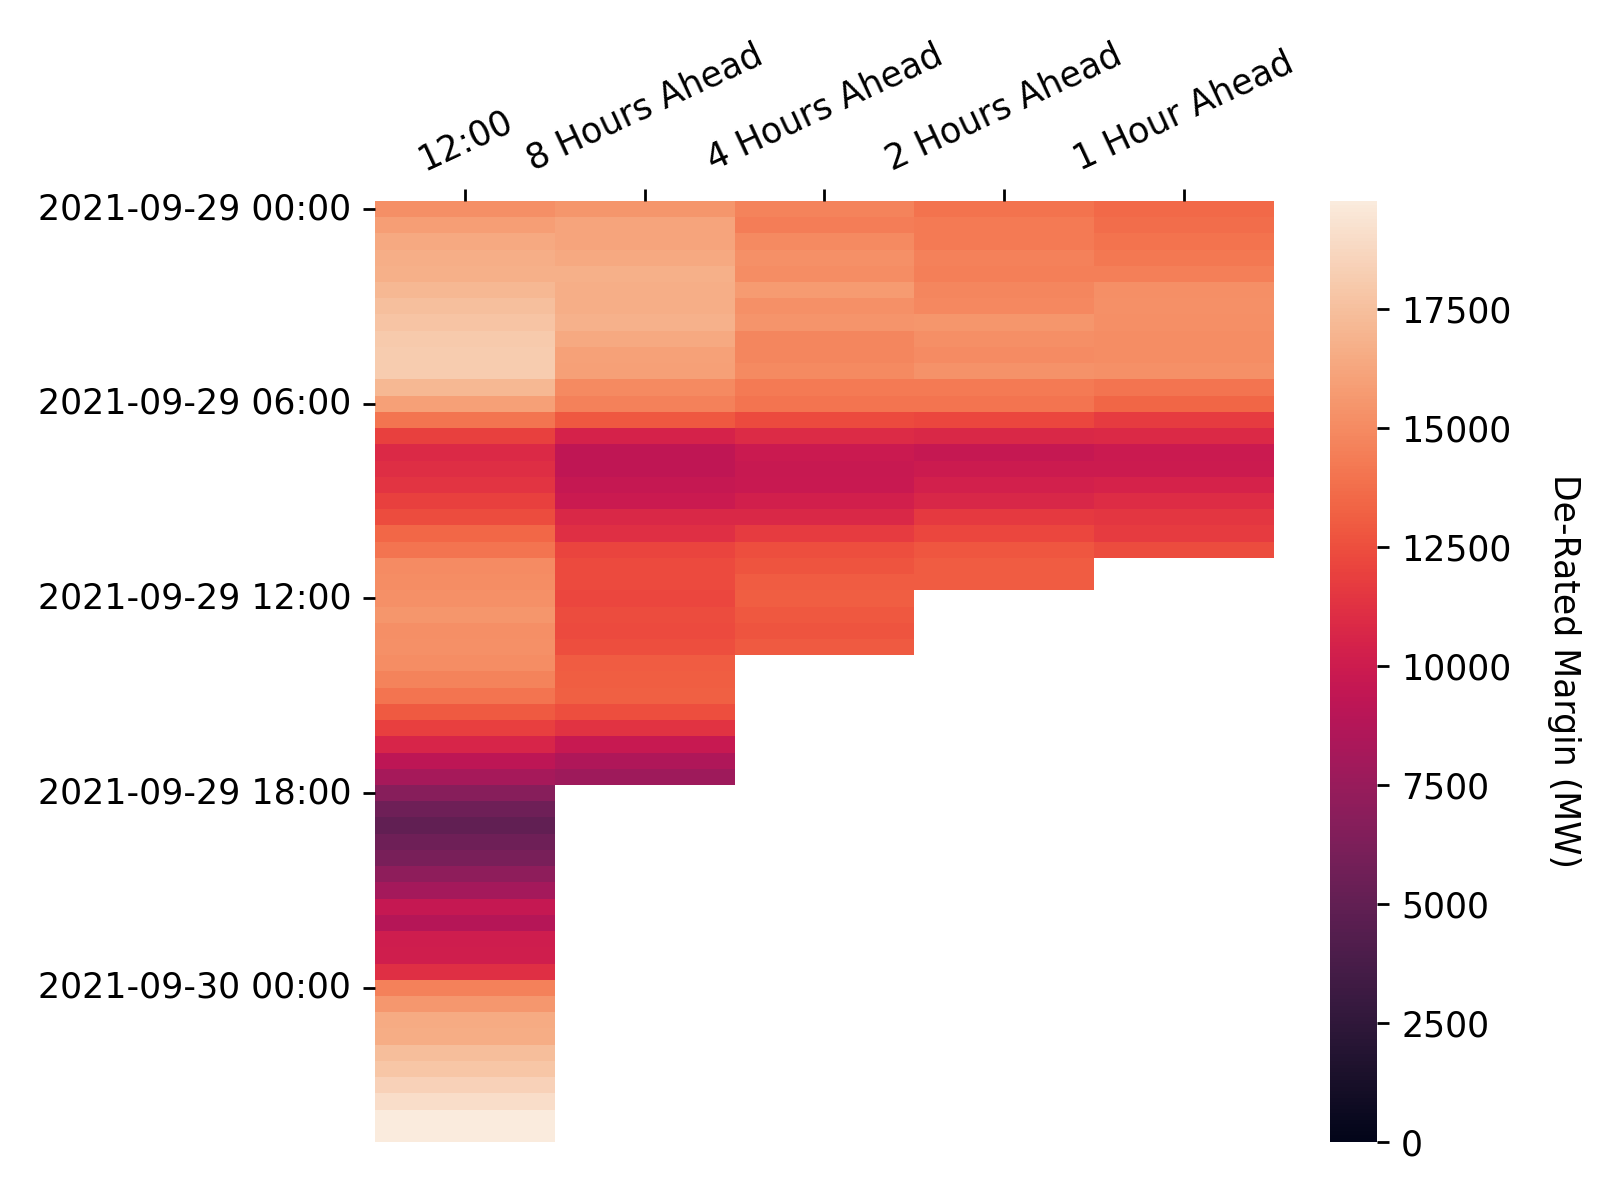 12:00
8 Hours Ahead
4 Hours Ahead
2 Hours Ahead
1 Hour Ahead
2021-09-29 00:00
2021-09-29 06:00
2021-09-29 12:00
2021-09-29 18:00
2021-09-30 00:00
17500
15000
12500
10000
7500
5000
2500
0
De-Rated Margin (MW)